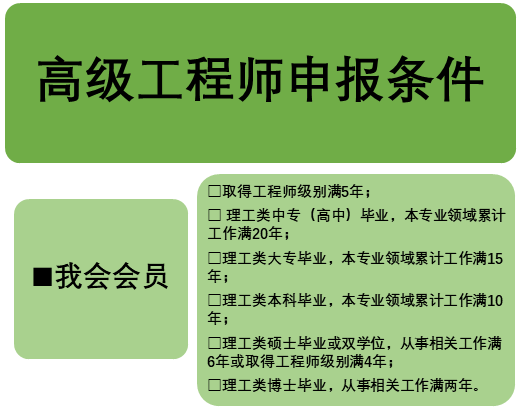 高级工程师申报条件
■我会会员
□取得工程师级别满5年；
□ 理工类中专（高中）毕业，本专业领域累计
工作满20年；
□理工类大专毕业，本专业领域累计工作满15
年；
□理工类本科毕业，本专业领域累计工作满10
年；
□理工类硕士毕业或双学位，从事相关工作满
6年或取得工程师级别满4年；
□理工类博士毕业，从事相关工作满两年。